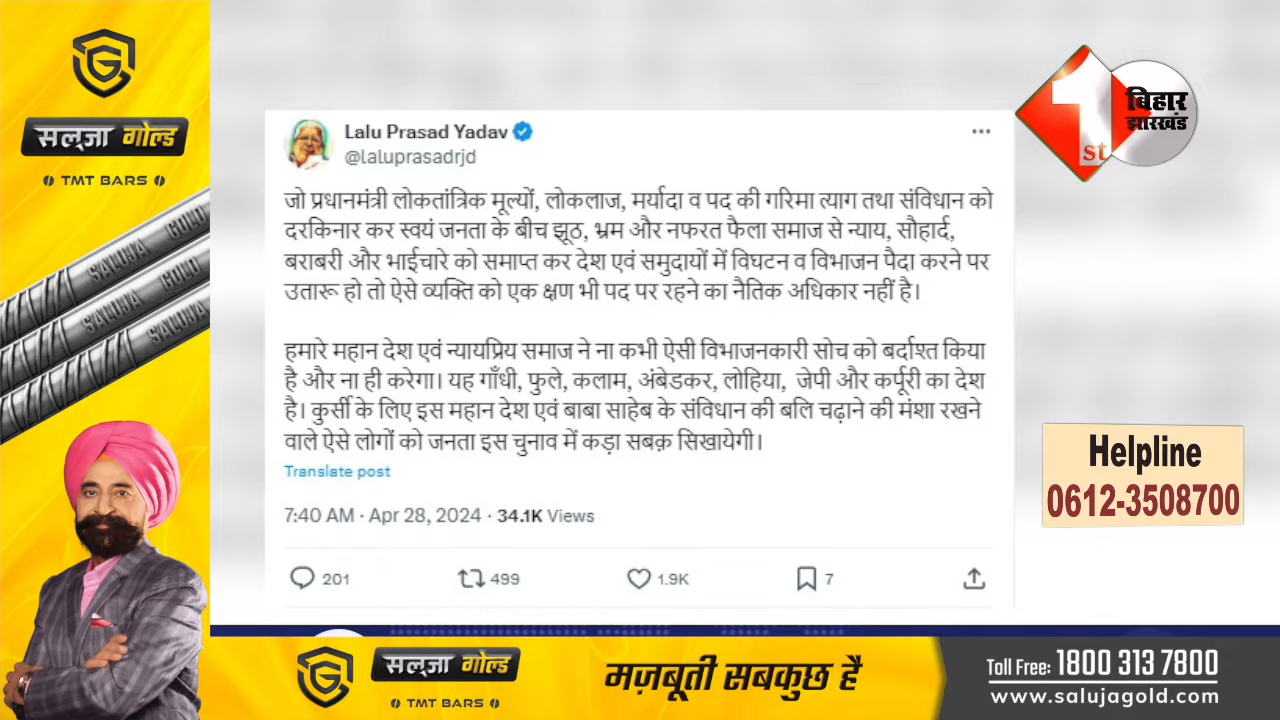 सलूजा गोल्ड
TMT BARS
SALUJA GOLD
SALUJA GOLD
SALUJA
1st
बिहार
झारखंड
Lalu Prasad Yadav
@laluprasadrjd
जो प्रधानमंत्री लोकतांत्रिक मूल्यों, लोकलाज, मर्यादा व पद की गरिमा त्याग तथा संविधान को
दरकिनार कर स्वयं जनता के बीच झूठ, भ्रम और नफरत फैला समाज से न्याय, सौहार्द,
बराबरी और भाईचारे को समाप्त कर देश एवं समुदायों में विघटन व विभाजन पैदा करने पर
उतारू हो तो ऐसे व्यक्ति को एक क्षण भी पद पर रहने का नैतिक अधिकार नहीं है।
हमारे महान देश एवं न्यायप्रिय समाज ने ना कभी ऐसी विभाजनकारी सोच को बर्दाश्त किया
है और ना ही करेगा। यह गाँधी, फुले, कलाम, अंबेडकर, लोहिया, जेपी और कर्पूरी का देश
है। कुर्सी के लिए इस महान देश एवं बाबा साहेब के संविधान की बलि चढ़ाने की मंशा रखने
वाले ऐसे लोगों को जनता इस चुनाव में कड़ा सबक़ सिखायेगी।
Translate post
7:40 AM · Apr 28, 2024 · 34.1K Views
201 499 1.9K 7
Helpline
0612-3508700
सलूजा गोल्ड
TMT BARS
मज़बूती सबकुछ है
Toll Free: 1800 313 7800
www.salujagold.com